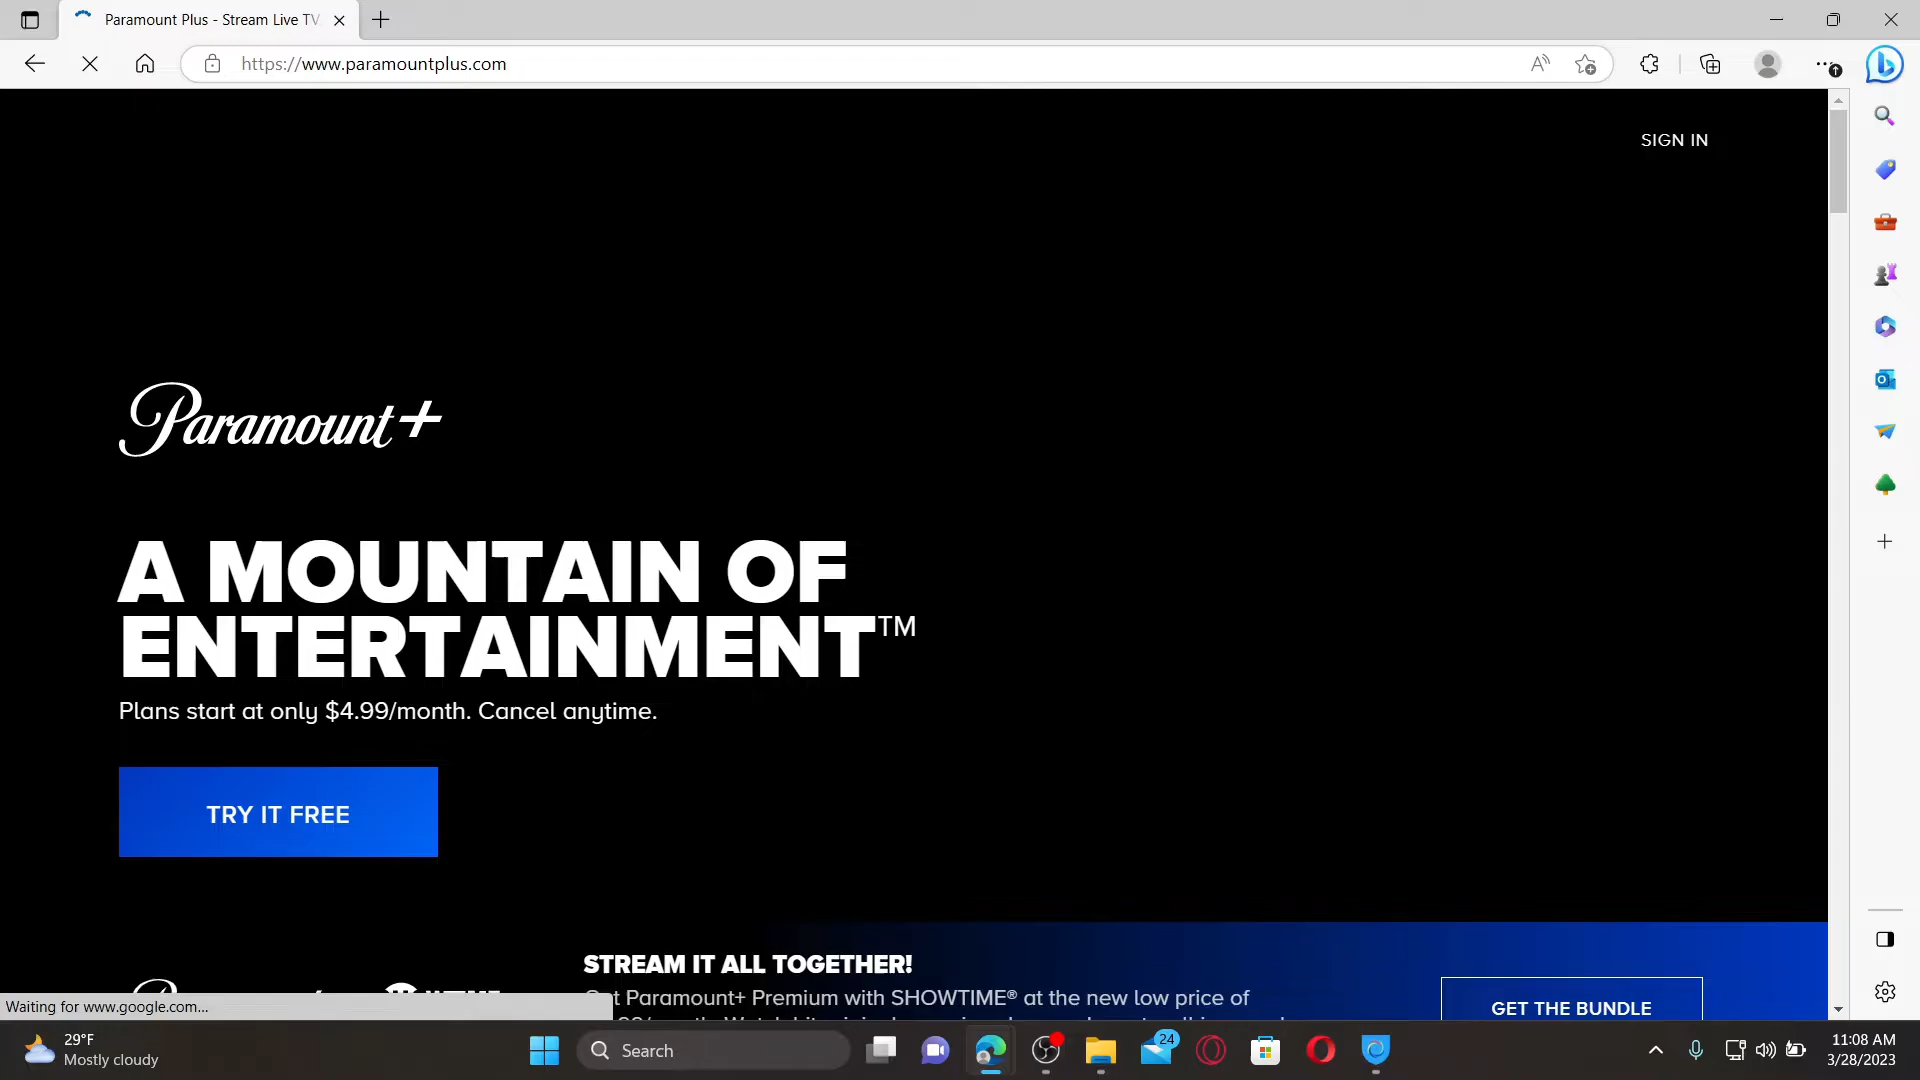 Paramount Plus - Stream Live TV
https://www.paramountplus.com
SIGN IN
Paramount+
A MOUNTAIN OF
ENTERTAINMENT™
Plans start at only $4.99/month. Cancel anytime.
TRY IT FREE
STREAM IT ALL TOGETHER!
Get Paramount+ Premium with SHOWTIME® at the new low price of
GET THE BUNDLE
Waiting for www.google.com...
29°F
Mostly cloudy
Search
24
11:08 AM
3/28/2023